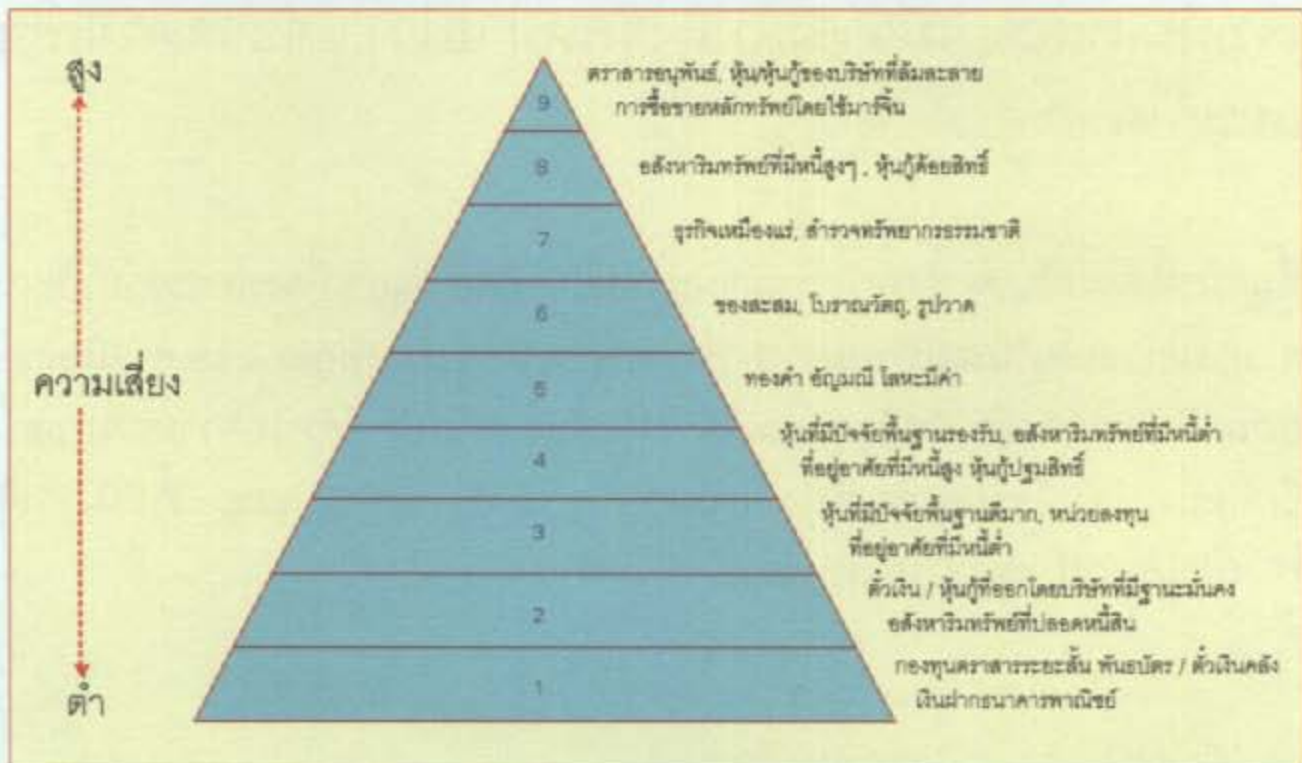 สูง
ความเสี่ยง
ต่ำ
9
ตราสารอนุพันธ์, หุ้น/หุ้นกู้ของบริษัทที่ล้มละลาย
การซื้อขายหลักทรัพย์โดยใช้มาร์จิ้น
8
อสังหาริมทรัพย์ที่มีหนี้สูงๆ , หุ้นกู้ด้อยสิทธิ์
7
ธุรกิจเหมืองแร่, สำรวจทรัพยากรธรรมชาติ
6
ของสะสม, โบราณวัตถุ, รูปวาด
5
ทองคำ อัญมณี โลหะมีค่า
4
หุ้นที่มีปัจจัยพื้นฐานรองรับ, อสังหาริมทรัพย์ที่มีหนี้ต่ำ
ที่อยู่อาศัยที่มีหนี้สูง หุ้นกู้ปฐมสิทธิ์
3
หุ้นที่มีปัจจัยพื้นฐานดีมาก, หน่วยลงทุน
ที่อยู่อาศัยที่มีหนี้ต่ำ
2
ตั๋วเงิน / หุ้นกู้ที่ออกโดยบริษัทที่มีฐานะมั่นคง
อสังหาริมทรัพย์ที่ปลอดหนี้สิน
1
กองทุนตราสารระยะสั้น พันธบัตร / ตั๋วเงินคลัง
เงินฝากธนาคารพาณิชย์